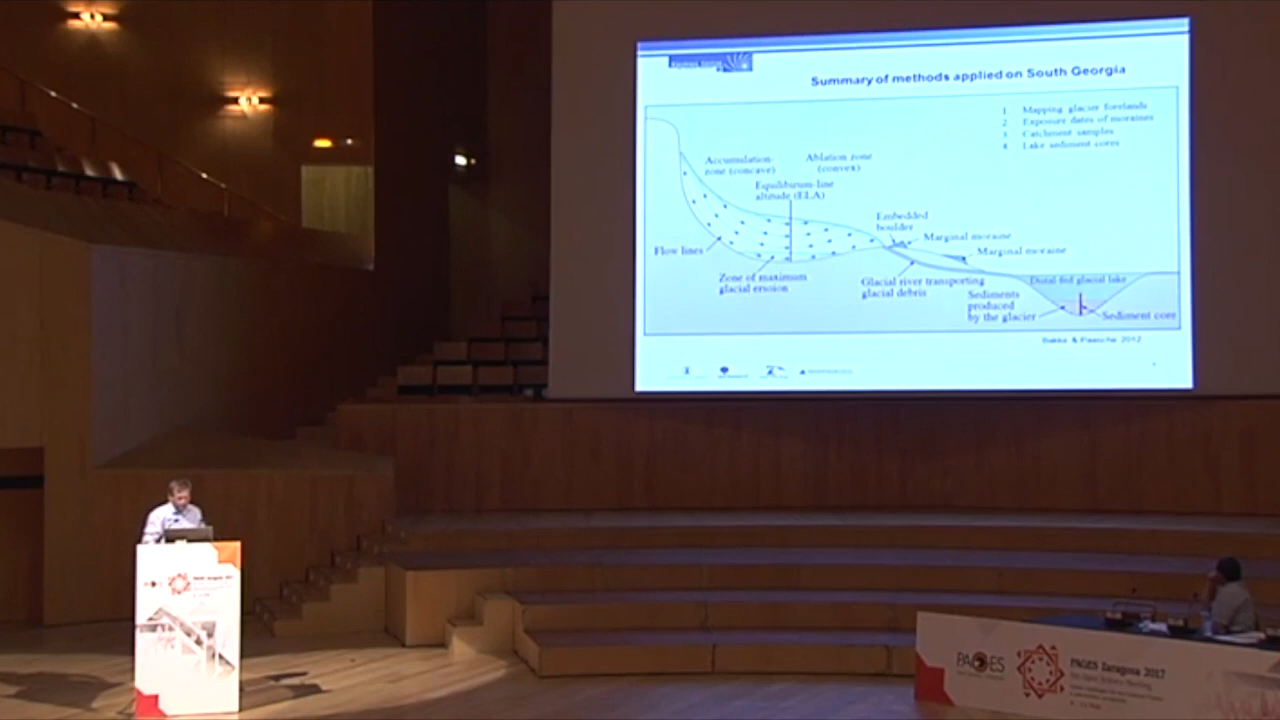 Summary of methods applied on South Georgia
1 Mapping glacier forelands
2 Exposure dates of moraines
3 Catchment samples
4 Lake sediment cores
Accumulation-
zone (concave)
Ablation zone
(convex)
Equilibrium-line
altitude (ELA)
Embedded
boulder
Marginal moraine
Marginal moraine
Flow lines
Zone of maximum
glacial erosion
Glacial river transporting
glacial debris
Distal-fed glacial lake
Sediments
produced
by the glacier
Sediment core
Bakke & Paasche 2012
PAGES
PAGES Zaragoza 2017